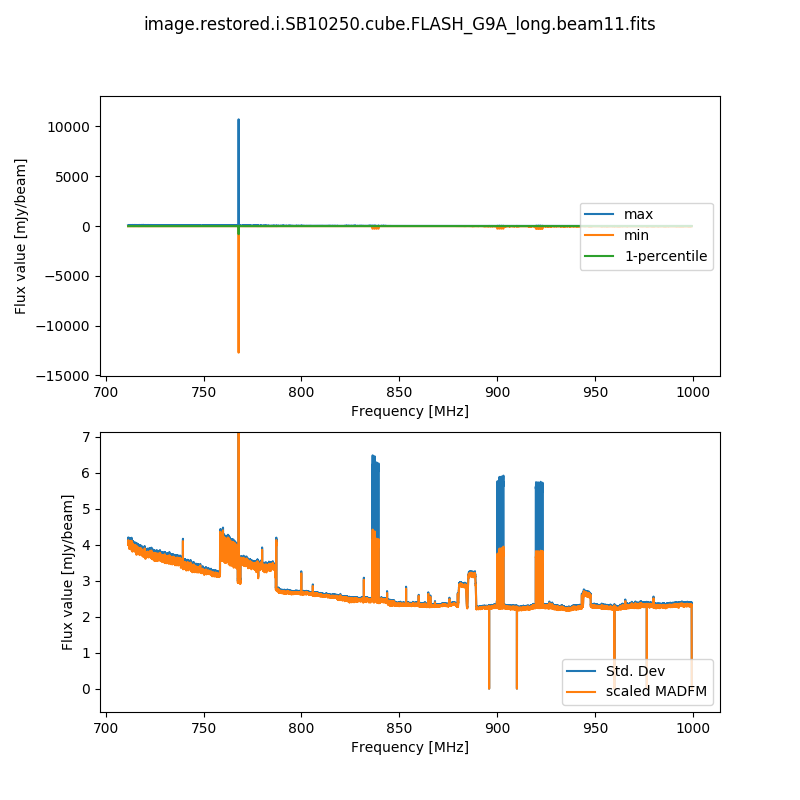 image.restored.i.SB10250.cube.FLASH_G9A_long.beam11.fits
10000
5000
0
−5000
−10000
−15000
Flux value [mJy/beam]
max
min
1-percentile
700 750 800 850 900 950 1000
Frequency [MHz]
7
6
5
4
3
2
1
0
Flux value [mJy/beam]
Std. Dev
scaled MADFM
700 750 800 850 900 950 1000
Frequency [MHz]